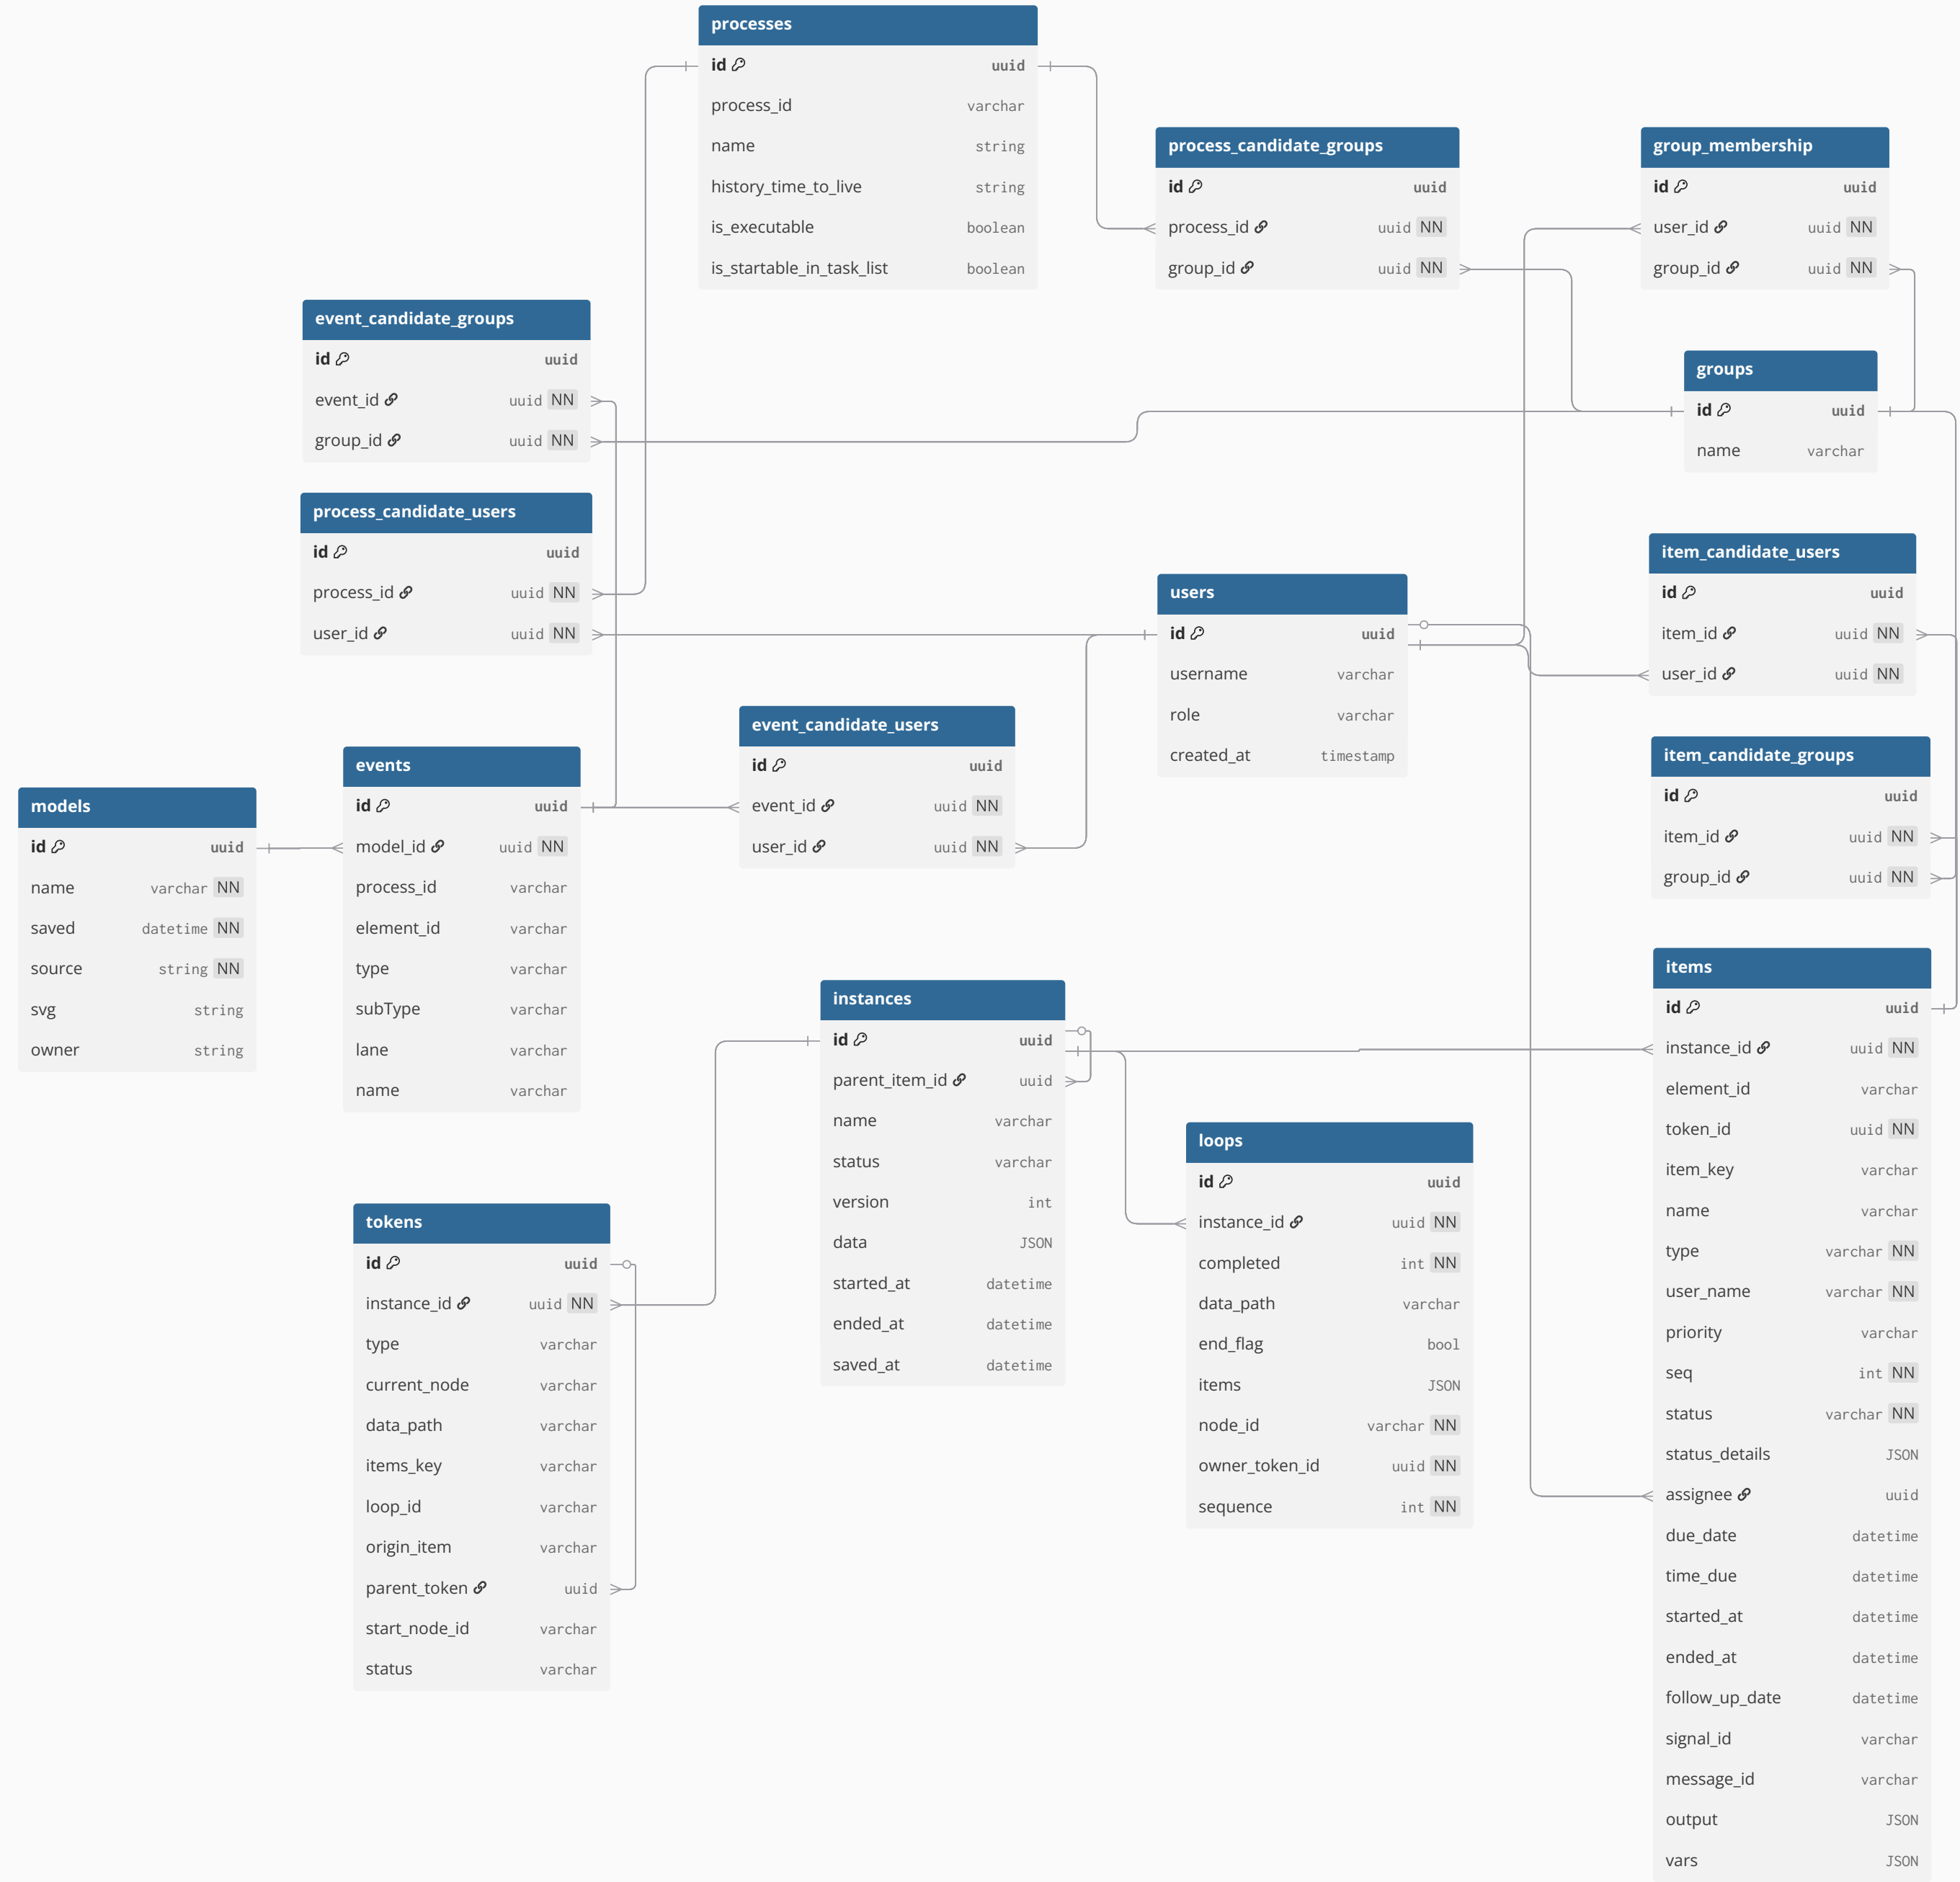 processes
id uuid
process_id varchar
name string
history_time_to_live string
is_executable boolean
is_startable_in_task_list boolean
process_candidate_groups
id uuid
process_id uuid NN
group_id uuid NN
group_membership
id uuid
user_id uuid NN
group_id uuid NN
event_candidate_groups
id uuid
event_id uuid NN
group_id uuid NN
groups
id uuid
name varchar
process_candidate_users
id uuid
process_id uuid NN
user_id uuid NN
users
id uuid
username varchar
role varchar
created_at timestamp
item_candidate_users
id uuid
item_id uuid NN
user_id uuid NN
event_candidate_users
id uuid
event_id uuid NN
user_id uuid NN
item_candidate_groups
id uuid
item_id uuid NN
group_id uuid NN
models
id uuid
name varchar NN
saved datetime NN
source string NN
svg string
owner string
events
id uuid
model_id uuid NN
process_id varchar
element_id varchar
type varchar
subType varchar
lane varchar
name varchar
instances
id uuid
parent_item_id uuid
name varchar
status varchar
version int
data JSON
started_at datetime
ended_at datetime
saved_at datetime
loops
id uuid
instance_id uuid NN
completed int NN
data_path varchar
end_flag bool
items JSON
node_id varchar NN
owner_token_id uuid NN
sequence int NN
tokens
id uuid
instance_id uuid NN
type varchar
current_node varchar
data_path varchar
items_key varchar
loop_id varchar
origin_item varchar
parent_token uuid
start_node_id varchar
status varchar
items
id uuid
instance_id uuid NN
element_id varchar
token_id uuid NN
item_key varchar
name varchar
type varchar NN
user_name varchar NN
priority varchar
seq int NN
status varchar NN
status_details JSON
assignee uuid
due_date datetime
time_due datetime
started_at datetime
ended_at datetime
follow_up_date datetime
signal_id varchar
message_id varchar
output JSON
vars JSON